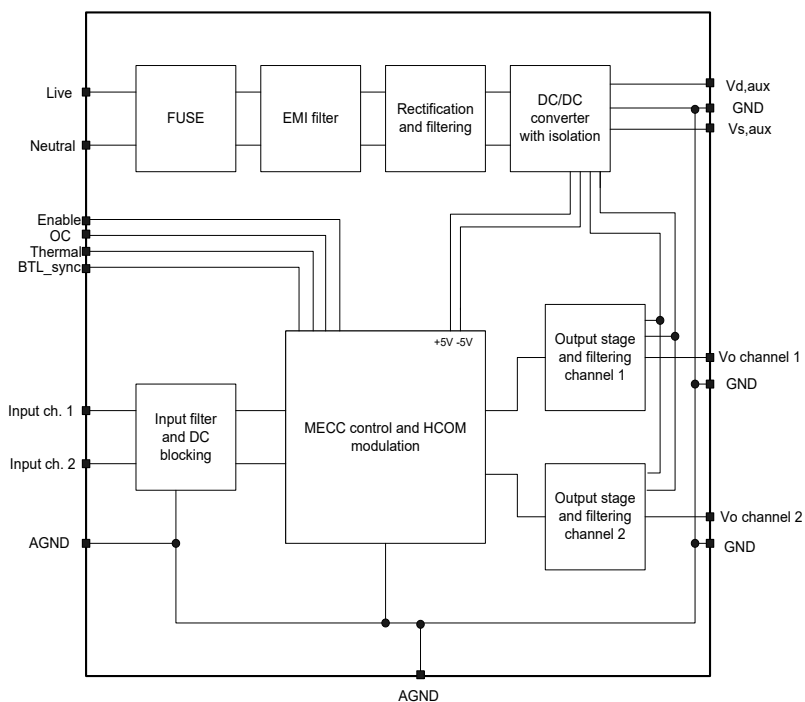 Live
Neutral
FUSE
EMI filter
Rectification
and filtering
DC/DC
converter
with isolation
Vd,aux
GND
Vs,aux
Enable
OC
Thermal
BTL_sync
+5V -5V
Output stage
and filtering
channel 1
Vo channel 1
GND
Input ch. 1
Input ch. 2
Input filter
and DC
blocking
MECC control and HCOM
modulation
Output stage
and filtering
channel 2
Vo channel 2
GND
AGND
AGND